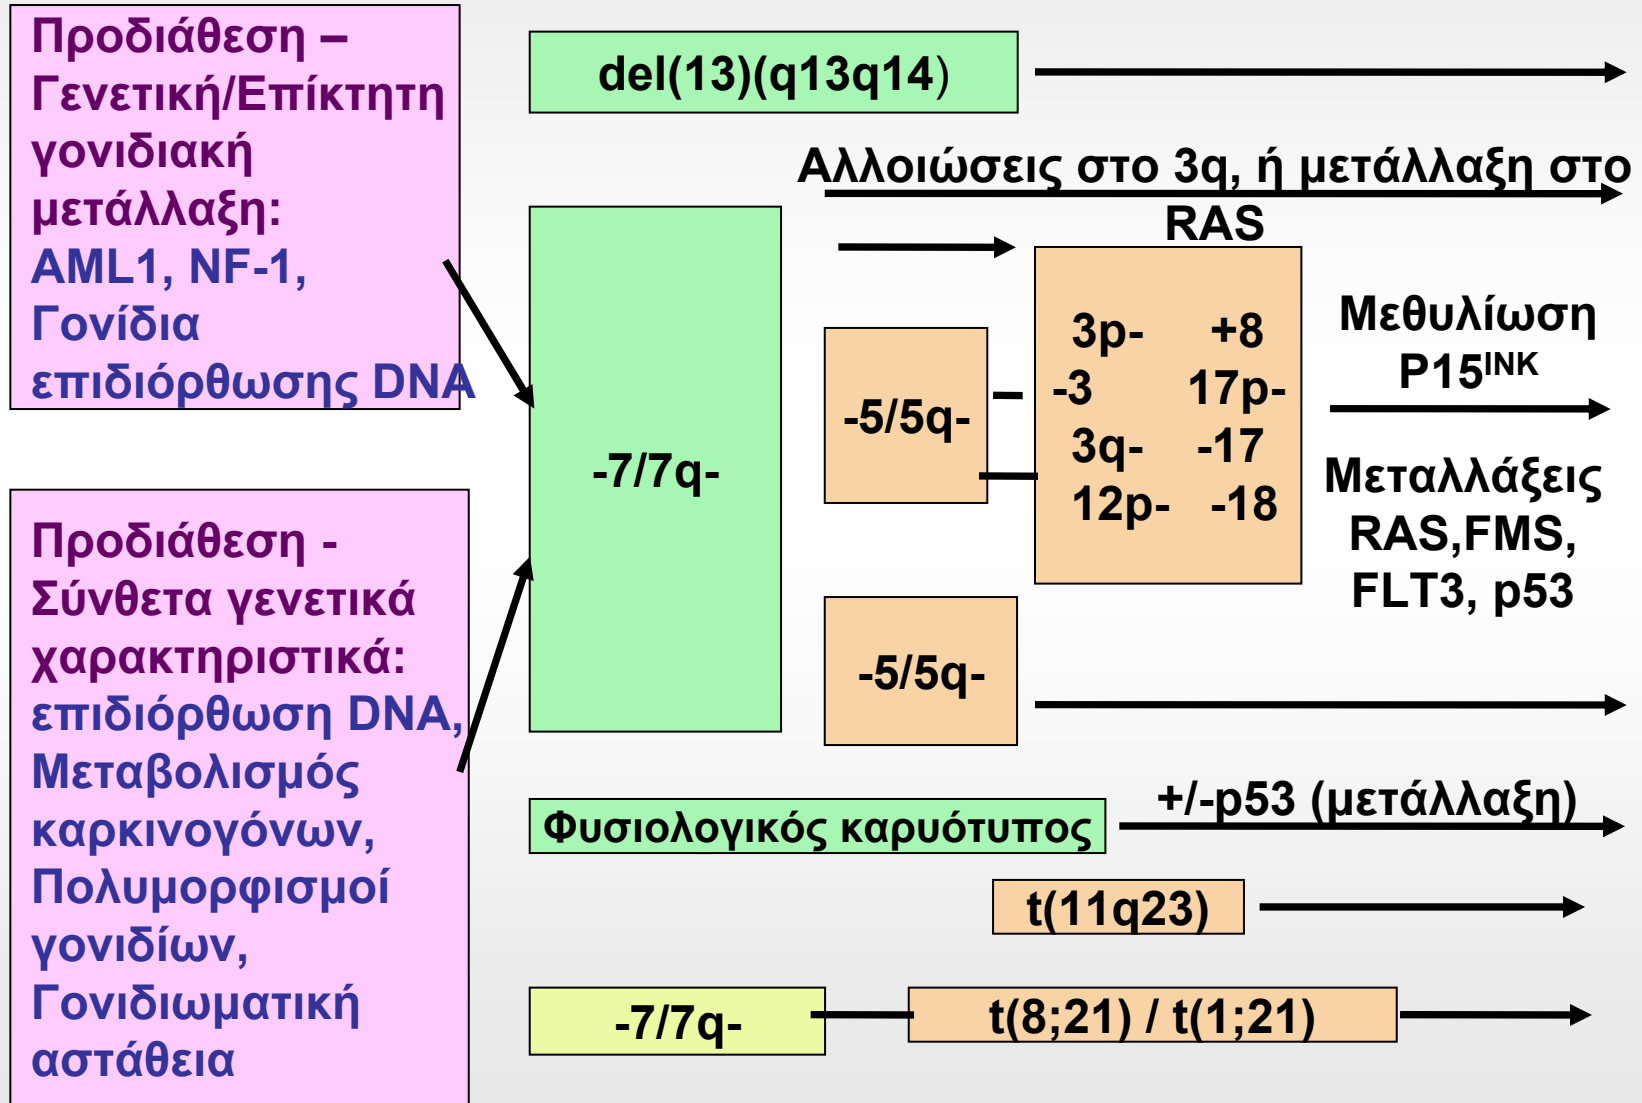 Προδιάθεση –
Γενετική/Επίκτητη
γονιδιακή
μετάλλαξη:
AML1, NF-1,
Γονίδια
επιδιόρθωσης DNA
Προδιάθεση -
Σύνθετα γενετικά
χαρακτηριστικά:
επιδιόρθωση DNA,
Μεταβολισμός
καρκινογόνων,
Πολυμορφισμοί
γονιδίων,
Γονιδιωματική
αστάθεια
del(13)(q13q14)
Αλλοιώσεις στο 3q, ή μετάλλαξη στο
RAS
-7/7q-
-5/5q-
3p- +8
-3 17p-
3q- -17
12p- -18
Μεθυλίωση
P15INK
Μεταλλάξεις
RAS,FMS,
FLT3, p53
-5/5q-
Φυσιολογικός καρυότυπος
+/-p53 (μετάλλαξη)
t(11q23)
-7/7q-
t(8;21) / t(1;21)